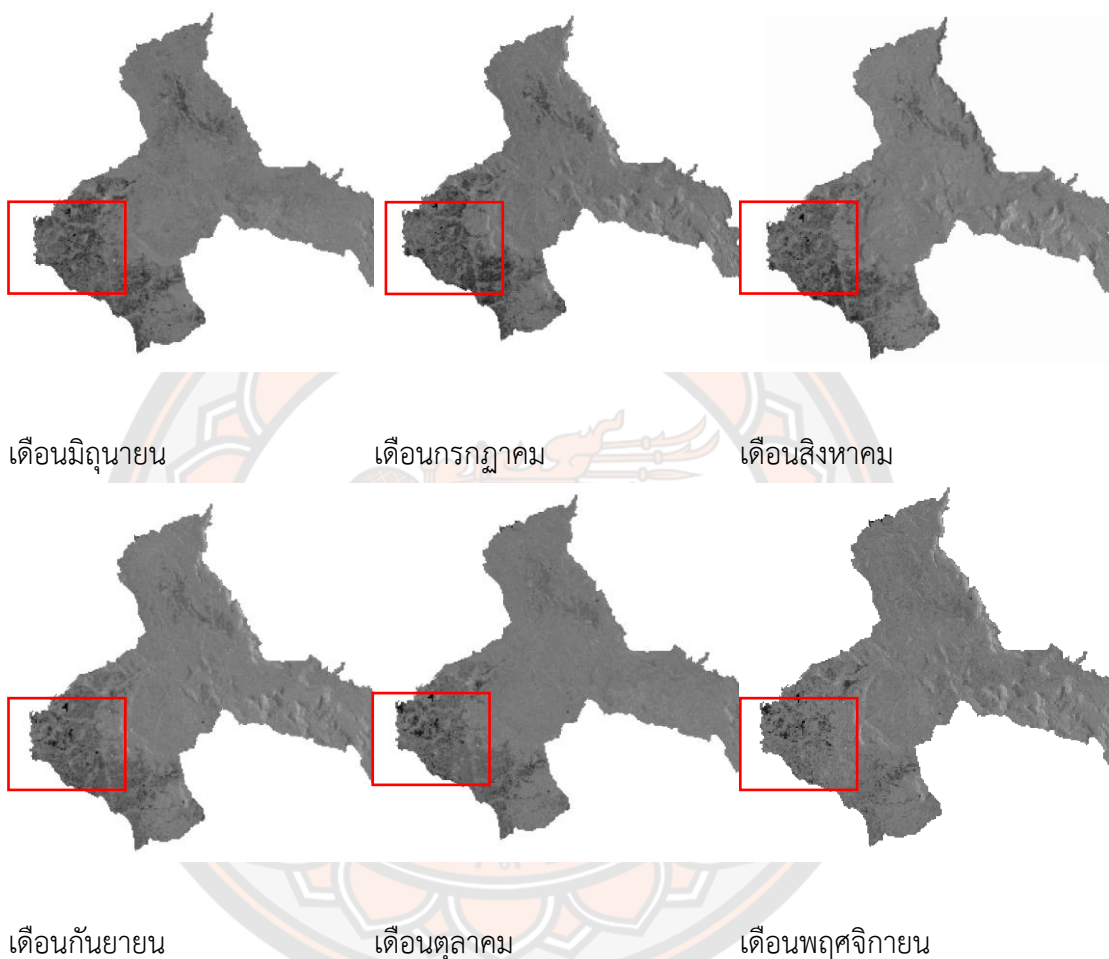 เดือนมิถุนายน เดือนกรกฏาคม เดือนสิงหาคม
เดือนกันยายน เดือนตุลาคม เดือนพฤศจิกายน